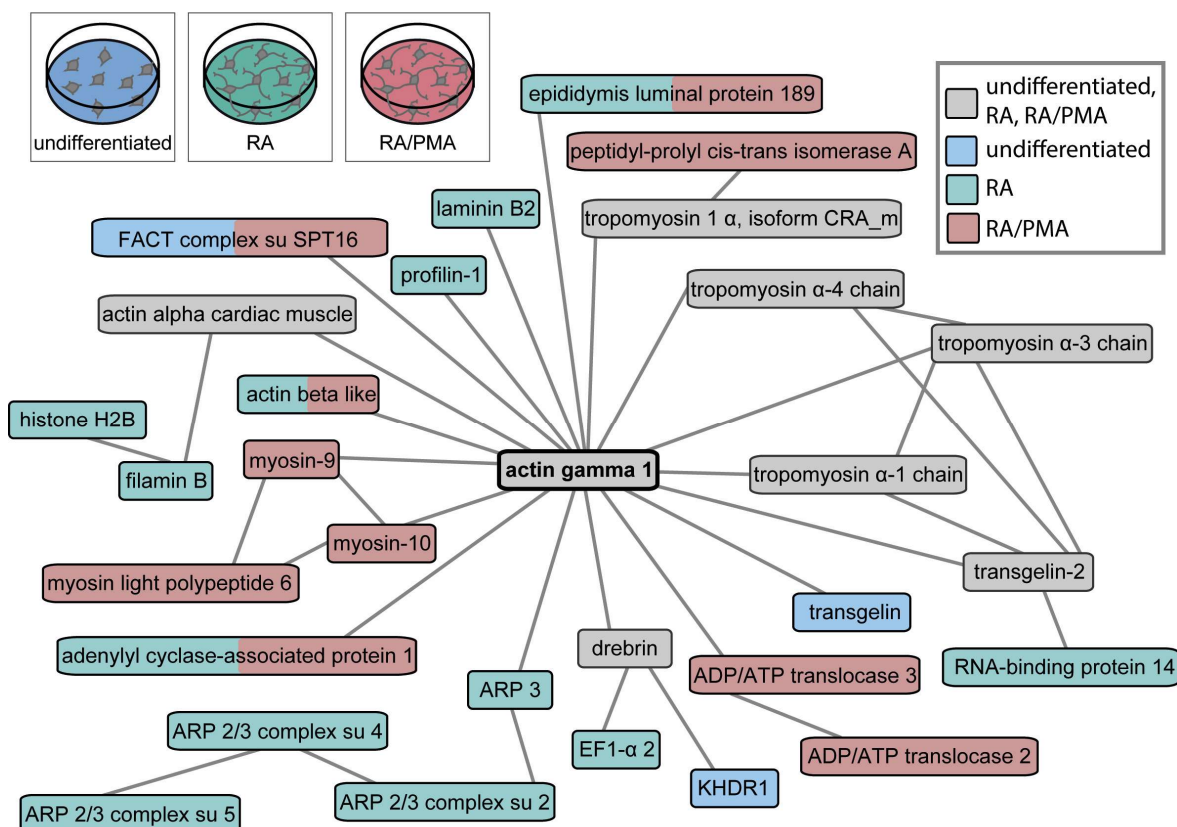 undifferentiated
RA
RA/PMA
undifferentiated,
RA, RA/PMA
undifferentiated
RA
RA/PMA
epididymis luminal protein 189
peptidyl-prolyl cis-trans isomerase A
laminin B2
tropomyosin 1 α, isoform CRA_m
FACT complex su SPT16
profilin-1
tropomyosin α-4 chain
actin alpha cardiac muscle
tropomyosin α-3 chain
actin beta like
histone H2B
myosin-9
actin gamma 1
tropomyosin α-1 chain
filamin B
myosin-10
transgelin-2
myosin light polypeptide 6
transgelin
drebrin
adenylyl cyclase-associated protein 1
RNA-binding protein 14
ADP/ATP translocase 3
ARP 3
ARP 2/3 complex su 4
EF1-α 2
ADP/ATP translocase 2
KHDR1
ARP 2/3 complex su 2
ARP 2/3 complex su 5